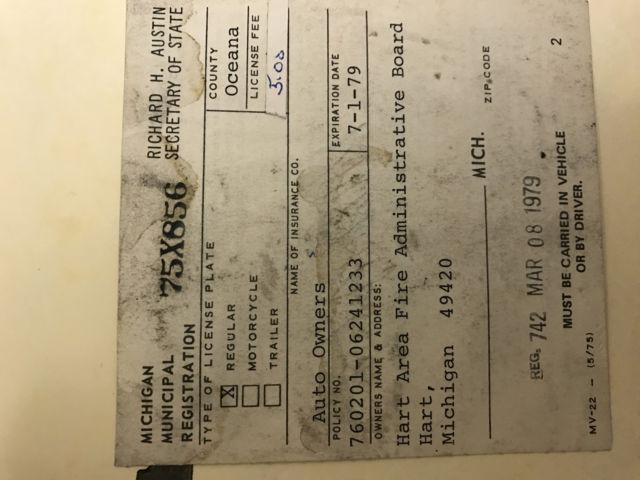 MICHIGAN
MUNICIPAL
REGISTRATION
75X856
RICHARD H. AUSTIN
SECRETARY OF STATE
TYPE OF LICENSE PLATE
X REGULAR
MOTORCYCLE
TRAILER
COUNTY
Oceana
LICENSE FEE
5.00
NAME OF INSURANCE CO.
Auto Owners
POLICY NO.
760201-06241233
EXPIRATION DATE
7-1-79
OWNERS NAME & ADDRESS:
Hart Area Fire Administrative Board
Hart,
Michigan 49420
MICH.
ZIP CODE
REG. 742 MAR 08 1979
MUST BE CARRIED IN VEHICLE
OR BY DRIVER.
MV-22 — (5/75)
2